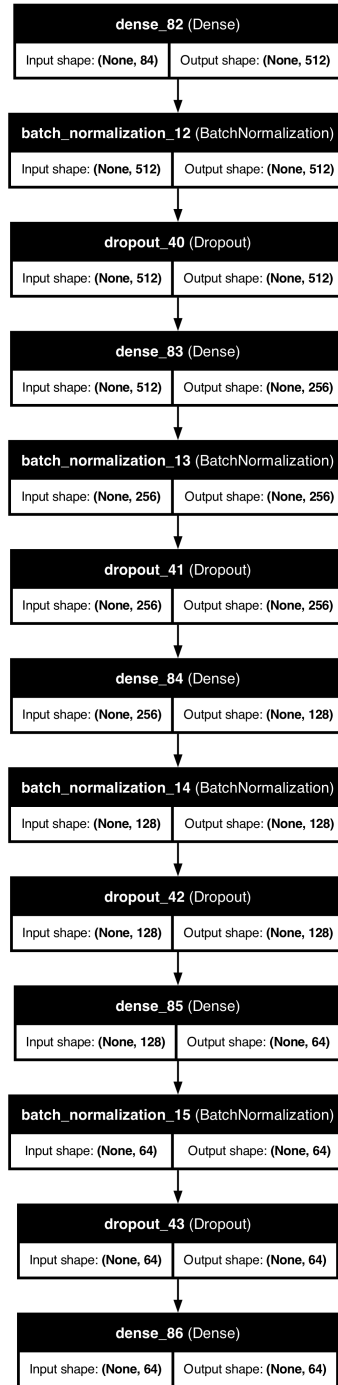 dense_82 (Dense)
Input shape: (None, 84) Output shape: (None, 512)
batch_normalization_12 (BatchNormalization)
Input shape: (None, 512) Output shape: (None, 512)
dropout_40 (Dropout)
Input shape: (None, 512) Output shape: (None, 512)
dense_83 (Dense)
Input shape: (None, 512) Output shape: (None, 256)
batch_normalization_13 (BatchNormalization)
Input shape: (None, 256) Output shape: (None, 256)
dropout_41 (Dropout)
Input shape: (None, 256) Output shape: (None, 256)
dense_84 (Dense)
Input shape: (None, 256) Output shape: (None, 128)
batch_normalization_14 (BatchNormalization)
Input shape: (None, 128) Output shape: (None, 128)
dropout_42 (Dropout)
Input shape: (None, 128) Output shape: (None, 128)
dense_85 (Dense)
Input shape: (None, 128) Output shape: (None, 64)
batch_normalization_15 (BatchNormalization)
Input shape: (None, 64) Output shape: (None, 64)
dropout_43 (Dropout)
Input shape: (None, 64) Output shape: (None, 64)
dense_86 (Dense)
Input shape: (None, 64) Output shape: (None, 64)